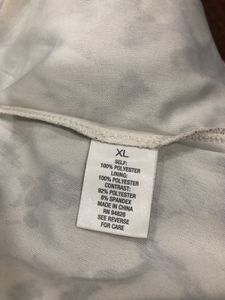 XL
SELF:
100% POLYESTER
LINING:
100% POLYESTER
CONTRAST:
92% POLYESTER
8% SPANDEX
MADE IN CHINA
RN 94826
SEE REVERSE
FOR CARE